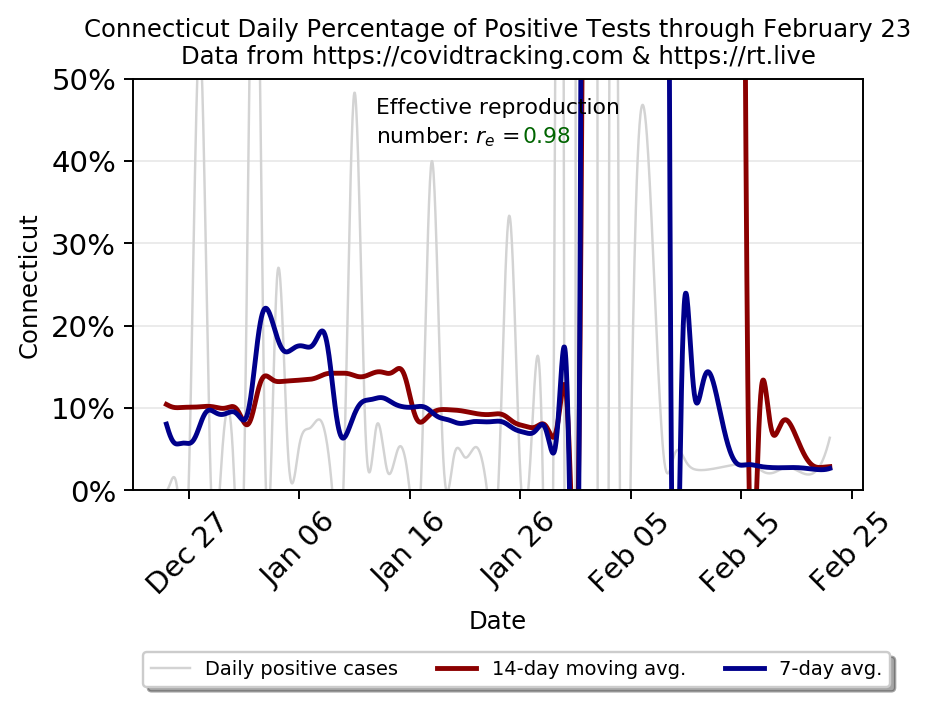 Connecticut Daily Percentage of Positive Tests through February 23
Data from https://covidtracking.com & https://rt.live
50%
40%
30%
20%
10%
0%
Connecticut
Effective reproduction
number: rₑ =0.98
Dec 27
Jan 06
Jan 16
Jan 26
Feb 05
Feb 15
Feb 25
Date
Daily positive cases
14-day moving avg.
7-day avg.